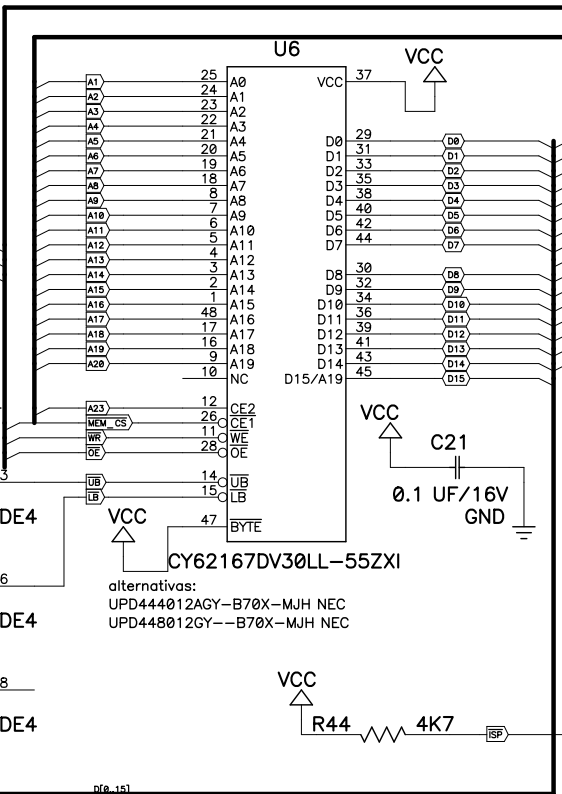 U6
VCC
A1 25 A0 VCC 37
A2 24 A1
A3 23 A2
A4 22 A3
A5 21 A4 D0 29 D0
A6 20 A5 D1 31 D1
A7 19 A6 D2 33 D2
A8 18 A7 D3 35 D3
A9 8 A8 D4 38 D4
A10 7 A9 D5 40 D5
A11 6 A10 D6 42 D6
A12 5 A11 D7 44 D7
A13 4 A12
A14 3 A13 D8 30 D8
A15 2 A14 D9 32 D9
A16 1 A15 D10 34 D10
A17 48 A16 D11 36 D11
A18 17 A17 D12 39 D12
A19 16 A18 D13 41 D13
A20 9 A19 D14 43 D14
10 NC D15/A19 45 D15
A23 12 CE2
MEM_CS 26 CE1
WR 11 WE
OE 28 OE
VCC
C21
0.1 UF/16V
GND
3
UB 14 UB
LB 15 LB
DE4
VCC
47 BYTE
CY62167DV30LL-55ZXI
6
alternativas:
UPD444012AGY-B70X-MJH NEC
UPD448012GY--B70X-MJH NEC
DE4
8
VCC
DE4
R44 4K7 ISP
D[0..15]